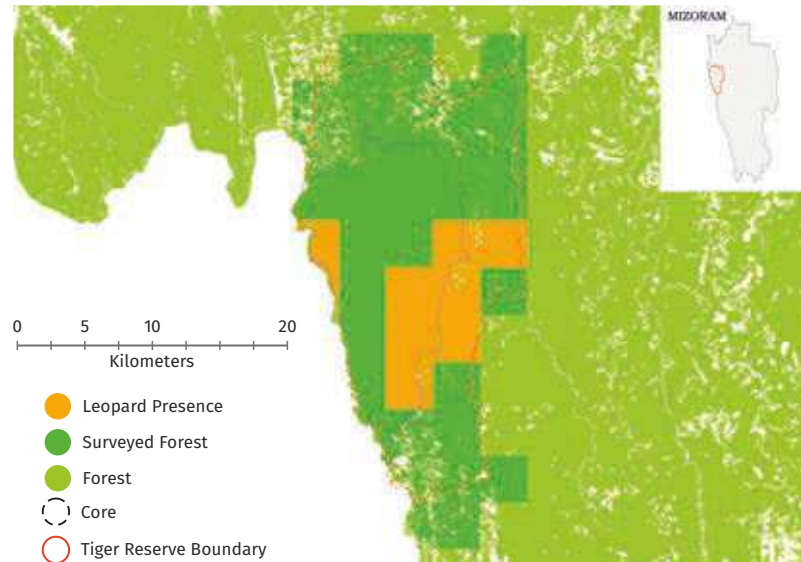 MIZORAM
0 5 10 20
Kilometers
Leopard Presence
Surveyed Forest
Forest
Core
Tiger Reserve Boundary